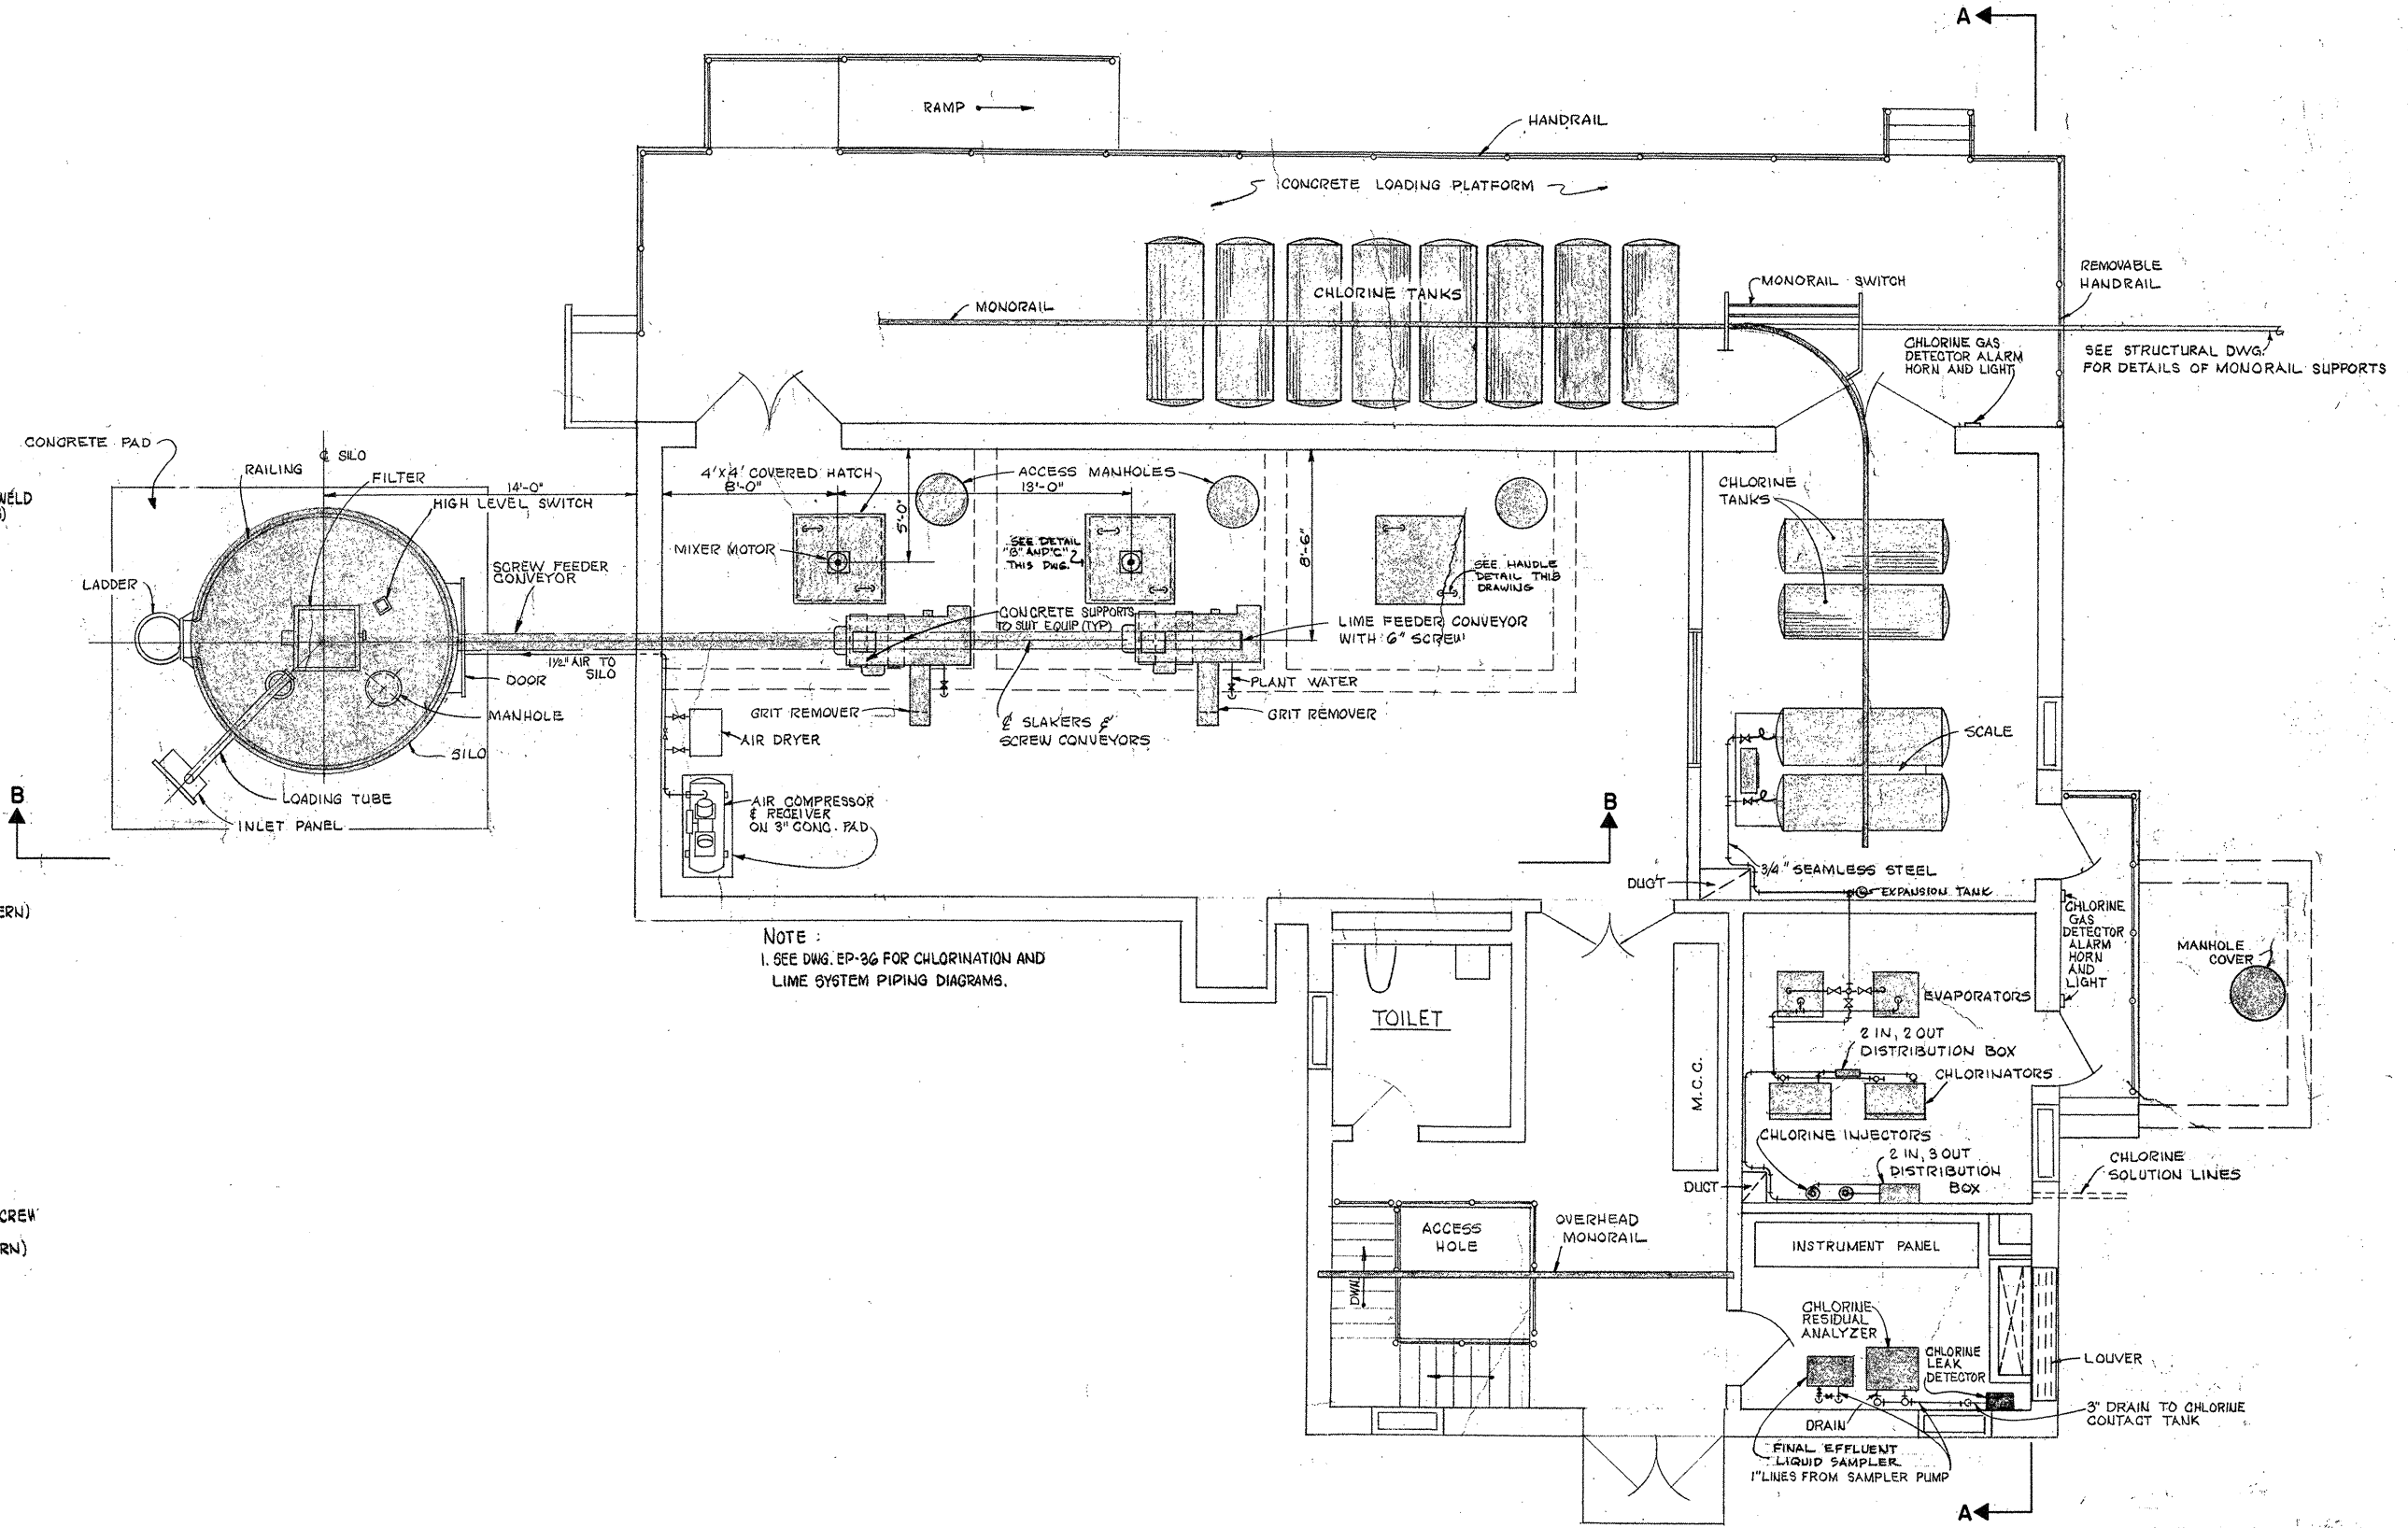 A
RAMP
HANDRAIL
CONCRETE LOADING PLATFORM
REMOVABLE
HANDRAIL
MONORAIL SWITCH
CHLORINE TANKS
MONORAIL
CHLORINE GAS
DETECTOR ALARM
HORN AND LIGHT
SEE STRUCTURAL DWG.
FOR DETAILS OF MONORAIL SUPPORTS
CONCRETE PAD
RAILING
℄ SILO
FILTER
14'-0"
HIGH LEVEL SWITCH
WELD
4'X4' COVERED HATCH
8'-0"
ACCESS MANHOLES
13'-0"
5'-0"
8'-6"
CHLORINE
TANKS
MIXER MOTOR
SEE DETAIL
"B" AND "C"
THIS DWG.
SEE HANDLE
DETAIL THIS
DRAWING
SCREW FEEDER
CONVEYOR
LADDER
CONCRETE SUPPORTS
TO SUIT EQUIP (TYP)
LIME FEEDER CONVEYOR
WITH 6" SCREW
1½" AIR TO
SILO
DOOR
PLANT WATER
MANHOLE
GRIT REMOVER
GRIT REMOVER
℄ SLAKERS &
SCREW CONVEYORS
AIR DRYER
SCALE
SILO
B
LOADING TUBE
INLET PANEL
AIR COMPRESSOR
& RECEIVER
ON 3" CONC. PAD
B
3/4" SEAMLESS STEEL
DUCT
EXPANSION TANK
ERN)
CHLORINE
GAS
DETECTOR
ALARM
HORN
AND
LIGHT
NOTE :
1. SEE DWG. EP-36 FOR CHLORINATION AND
LIME SYSTEM PIPING DIAGRAMS.
MANHOLE
COVER
TOILET
EVAPORATORS
2 IN, 2 OUT
DISTRIBUTION BOX
CHLORINATORS
M.C.C.
CHLORINE INJECTORS
2 IN, 3 OUT
DISTRIBUTION
BOX
CHLORINE
SOLUTION LINES
DUCT
CREW
RN)
ACCESS
HOLE
OVERHEAD
MONORAIL
INSTRUMENT PANEL
DWN
CHLORINE
RESIDUAL
ANALYZER
CHLORINE
LEAK
DETECTOR
LOUVER
DRAIN
3" DRAIN TO CHLORINE
CONTACT TANK
FINAL EFFLUENT
LIQUID SAMPLER
1" LINES FROM SAMPLER PUMP
A